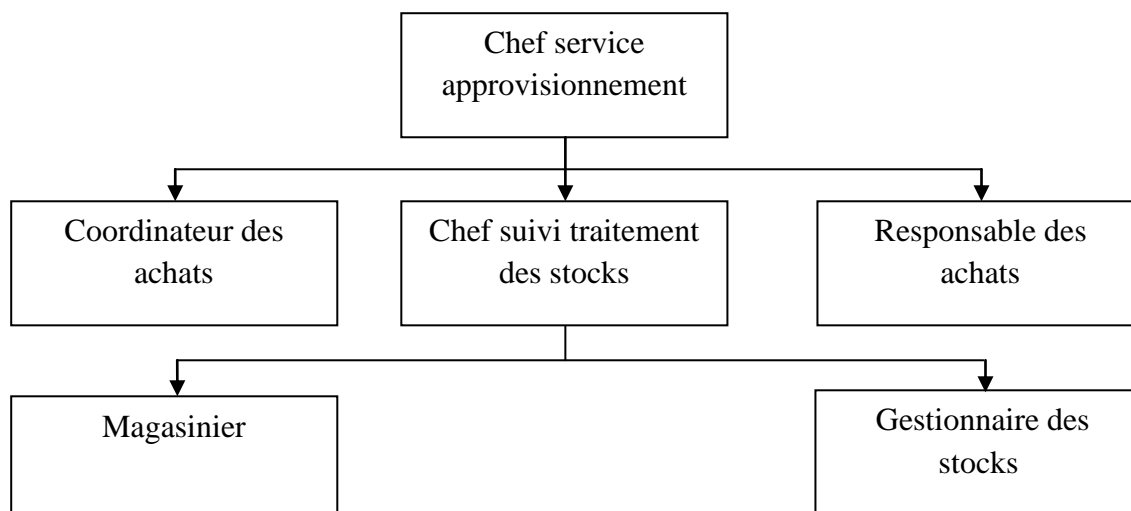 Chef service
approvisionnement
Coordinateur des
achats
Chef suivi traitement
des stocks
Responsable des
achats
Magasinier
Gestionnaire des
stocks